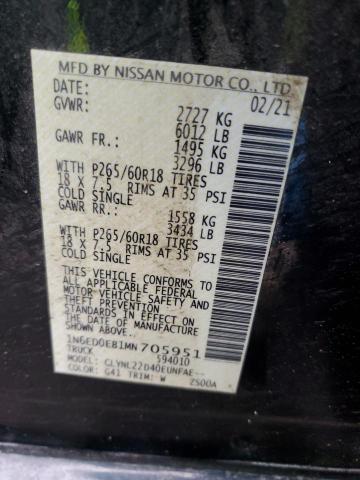 MFD BY NISSAN MOTOR CO., LTD.
DATE: 02/21
GVWR: 2727 KG
6012 LB
GAWR FR: 1495 KG
3296 LB
WITH P265/60R18 TIRES
18 X 7.5 RIMS AT 35 PSI
COLD SINGLE
GAWR RR: 1558 KG
3434 LB
WITH P265/60R18 TIRES
18 X 7.5 RIMS AT 35 PSI
COLD SINGLE
THIS VEHICLE CONFORMS TO
ALL APPLICABLE FEDERAL
MOTOR VEHICLE SAFETY AND
THEFT PREVENTION
STANDARDS IN EFFECT ON
THE DATE OF MANUFACTURE
SHOWN ABOVE
1N6ED0EB1MN705951
TRUCK 594010
MODEL: CLYNL22D40EUNFAE--
COLOR: G41 TRIM: W ZS00A